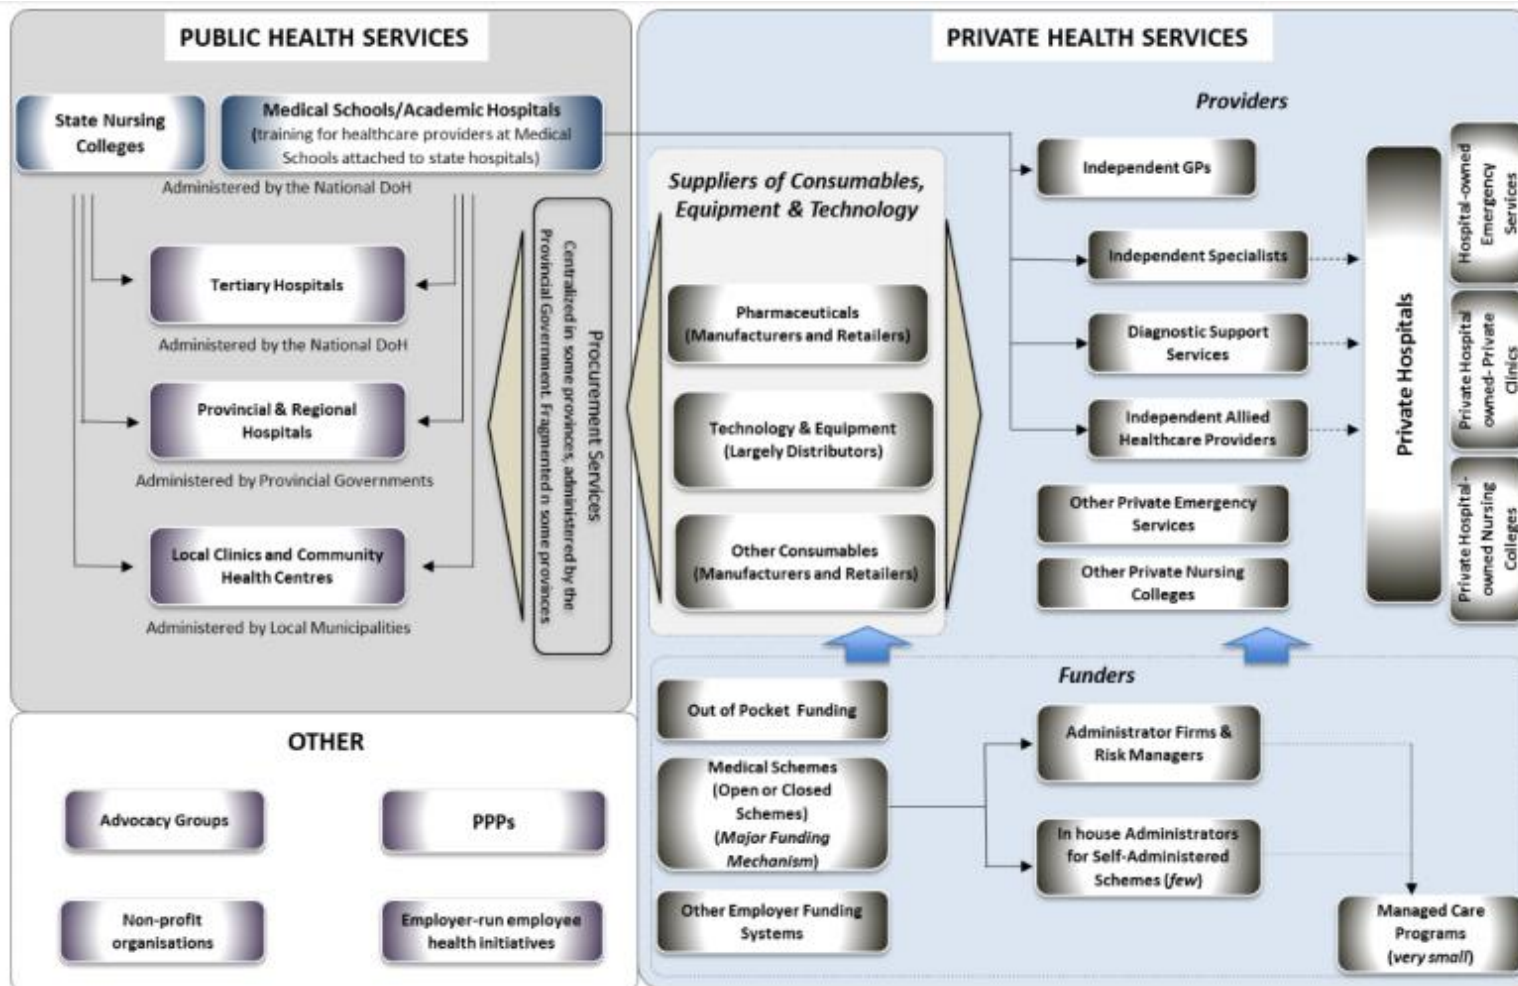 PUBLIC HEALTH SERVICES
State Nursing
Colleges
Medical Schools/Academic Hospitals
(training for healthcare providers at Medical
Schools attached to state hospitals)
Administered by the National DoH
Tertiary Hospitals
Administered by the National DoH
Provincial & Regional
Hospitals
Administered by Provincial Governments
Local Clinics and Community
Health Centres
Administered by Local Municipalities
Procurement Services
Centralized in some provinces, administered by the
Provincial Government. Fragmented n some provinces
PRIVATE HEALTH SERVICES
Suppliers of Consumables,
Equipment & Technology
Pharmaceuticals
(Manufacturers and Retailers)
Technology & Equipment
(Largely Distributors)
Other Consumables
(Manufacturers and Retailers)
Providers
Independent GPs
Independent Specialists
Diagnostic Support
Services
Independent Allied
Healthcare Providers
Other Private Emergency
Services
Other Private Nursing
Colleges
Private Hospitals
Hospital-owned
Emergency
Services
Private Hospital
owned- Private
Clinics
Private Hospital-
owned Nursing
Colleges
Funders
Out of Pocket Funding
Medical Schemes
(Open or Closed
Schemes)
(Major Funding
Mechanism)
Other Employer Funding
Systems
Administrator Firms &
Risk Managers
In house Administrators
for Self-Administered
Schemes (few)
Managed Care
Programs
(very small)
OTHER
Advocacy Groups
PPPs
Non-profit
organisations
Employer-run employee
health initiatives